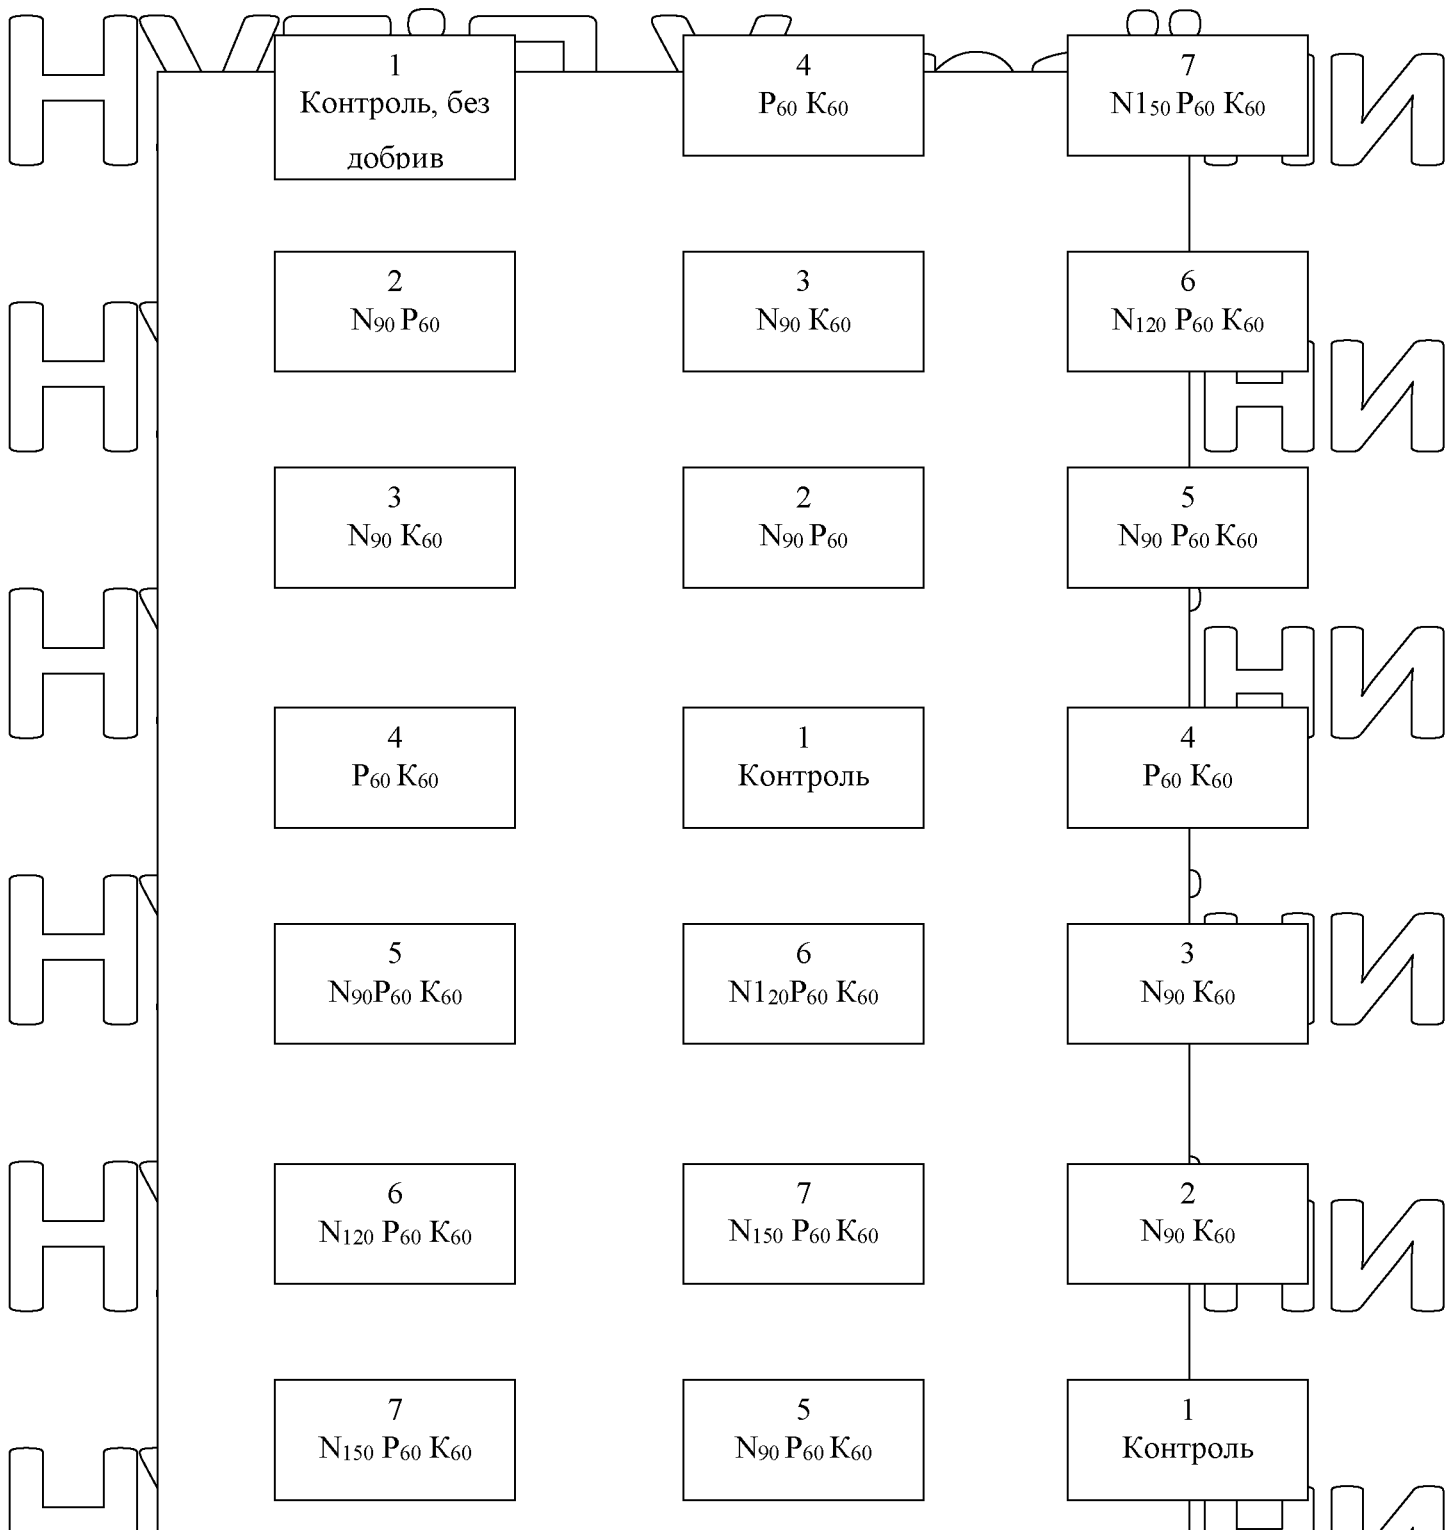 1
Контроль, без
добрив
4
P₆₀ K₆₀
7
N1₅₀ P₆₀ K₆₀
2
N₉₀ P₆₀
3
N₉₀ K₆₀
6
N₁₂₀ P₆₀ K₆₀
3
N₉₀ K₆₀
2
N₉₀ P₆₀
5
N₉₀ P₆₀ K₆₀
4
P₆₀ K₆₀
1
Контроль
4
P₆₀ K₆₀
5
N₉₀P₆₀ K₆₀
6
N1₂₀P₆₀ K₆₀
3
N₉₀ K₆₀
6
N₁₂₀ P₆₀ K₆₀
7
N₁₅₀ P₆₀ K₆₀
2
N₉₀ K₆₀
7
N₁₅₀ P₆₀ K₆₀
5
N₉₀ P₆₀ K₆₀
1
Контроль